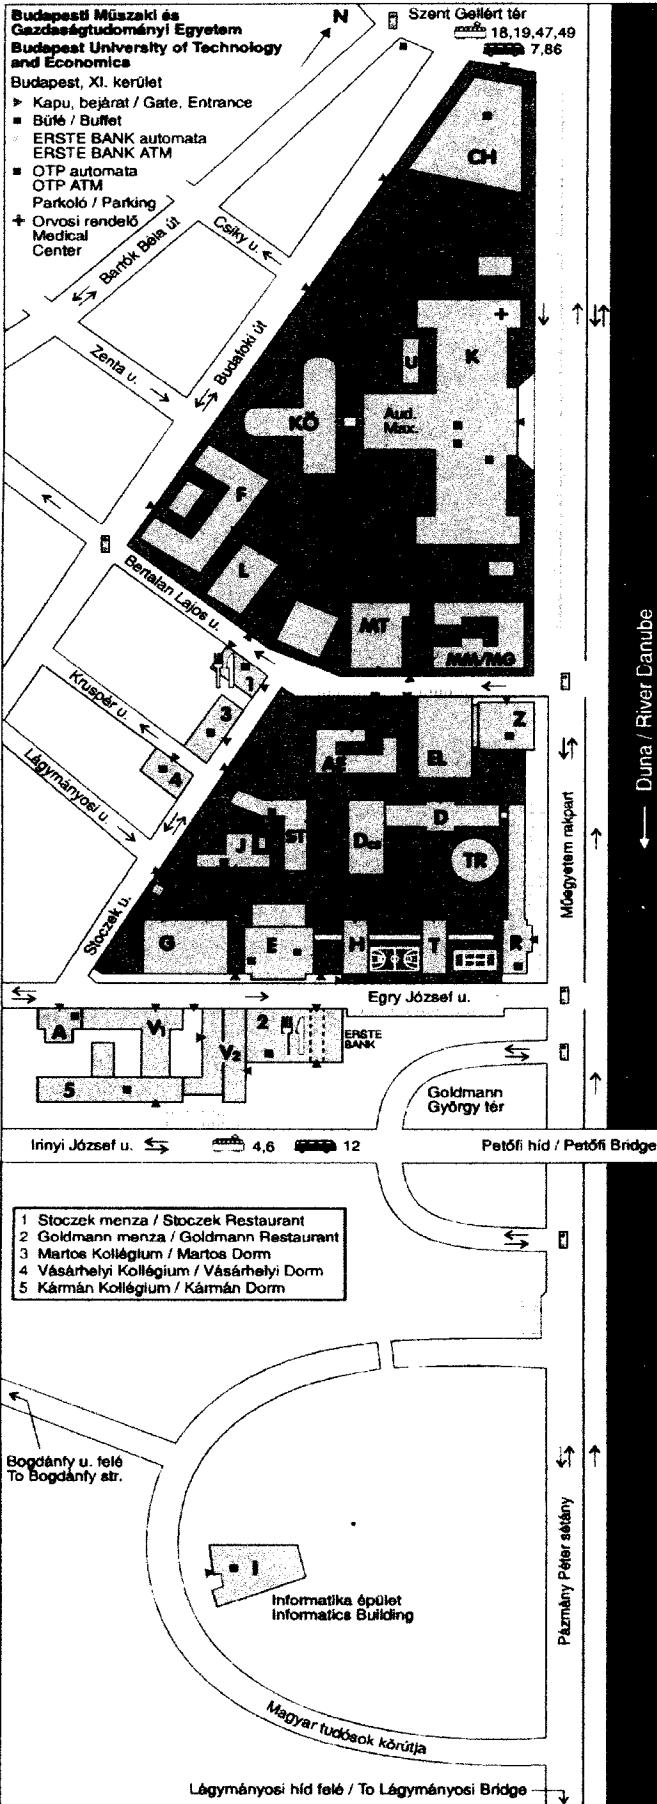 Budapesti Műszaki és
Gazdaságtudományi Egyetem
Budapest University of Technology
and Economics
Budapest, XI. kerület
Kapu, bejárat / Gate, Entrance
Büfé / Buffet
ERSTE BANK automata
ERSTE BANK ATM
OTP automata
OTP ATM
Parkoló / Parking
Orvosi rendelő
Medical
Center
N
Szent Gellért tér
18,19,47,49
7,86
CH
Csiky u.
Bartók Béla út
Zenta u.
Budafoki út
U
K
KÖ
Aud.
Max.
F
L
Bertalan Lajos u.
MT
MM/MG
1
Kruspér u.
3
Z
Lágymányosi u.
AE
EL
D
J
ST
TR
Stoczek u.
G
E
H
T
R
Műegyetem rakpart
Duna / River Danube
Egry József u.
A
V1
V2
2
ERSTE
BANK
5
Goldmann
György tér
Irinyi József u.
4,6
12
Petőfi híd / Petőfi Bridge
1 Stoczek menza / Stoczek Restaurant
2 Goldmann menza / Goldmann Restaurant
3 Martos Kollégium / Martos Dorm
4 Vásárhelyi Kollégium / Vásárhelyi Dorm
5 Kármán Kollégium / Kármán Dorm
Bogdánfy u. felé
To Bogdánfy str.
I
Informatika épület
Informatics Building
Pázmány Péter sétány
Magyar tudósok körútja
Lágymányosi híd felé / To Lágymányosi Bridge